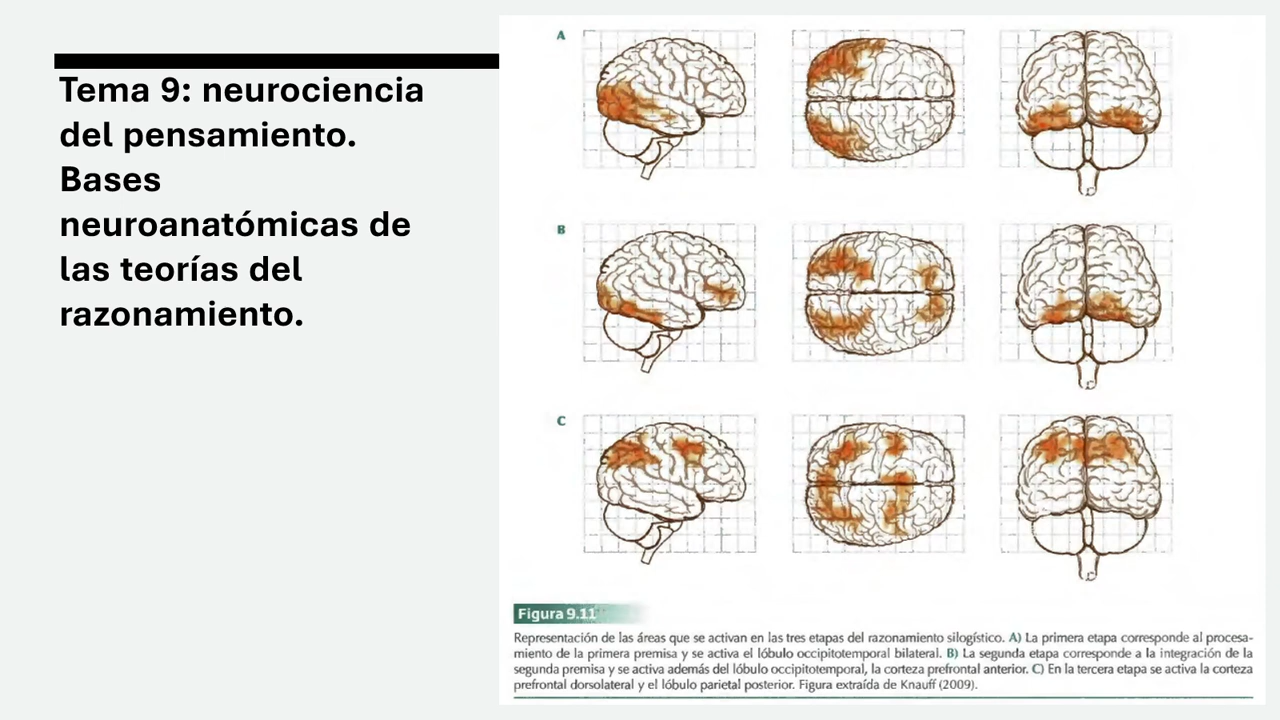 Tema 9: neurociencia
del pensamiento.
Bases
neuroanatómicas de
las teorías del
razonamiento.
A
B
C
Figura 9.11
Representación de las áreas que se activan en las tres etapas del razonamiento silogístico. A) La primera etapa corresponde al procesa-
miento de la primera premisa y se activa el lóbulo occipitotemporal bilateral. B) La segunda etapa corresponde a la integración de la
segunda premisa y se activa además del lóbulo occipitotemporal, la corteza prefrontal anterior. C) En la tercera etapa se activa la corteza
prefrontal dorsolateral y el lóbulo parietal posterior. Figura extraída de Knauff (2009).